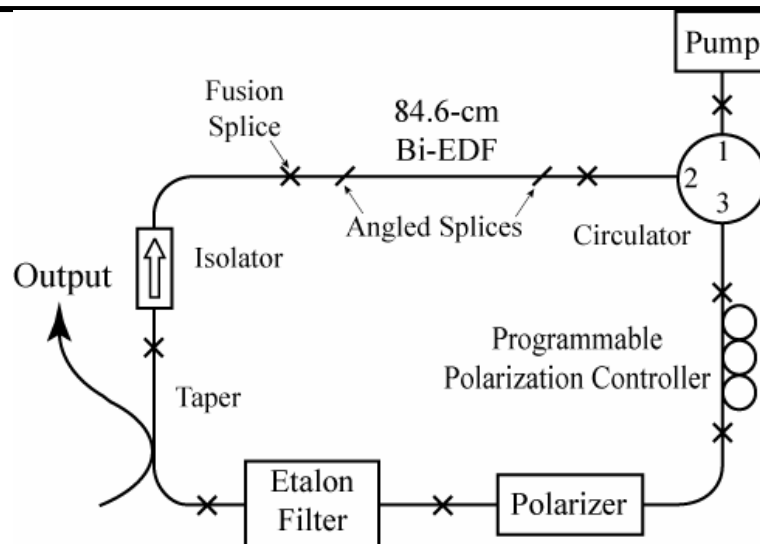 Pump
Fusion
Splice
84.6-cm
Bi-EDF
1
2
3
Angled Splices
Circulator
Isolator
Output
Programmable
Polarization Controller
Taper
Etalon
Filter
Polarizer